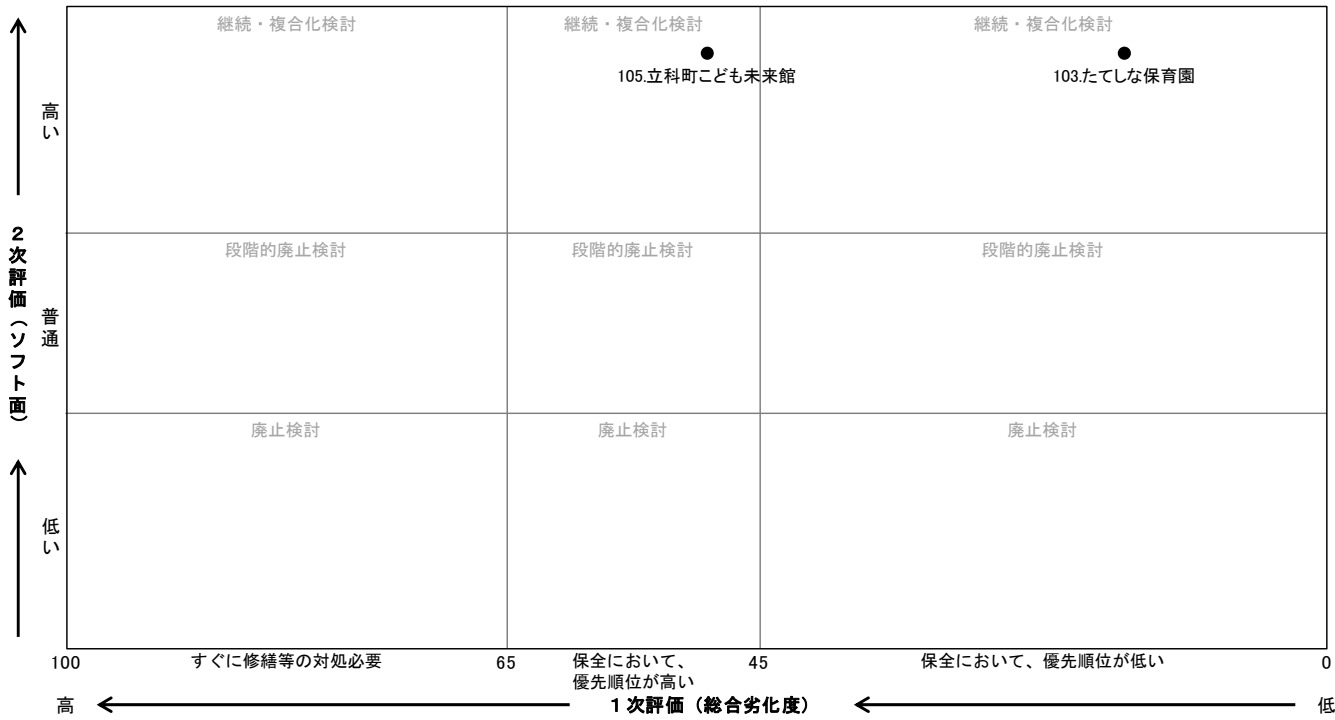 継続・複合化検討
継続・複合化検討
継続・複合化検討
105.立科町こども未来館
103.たてしな保育園
高い
段階的廃止検討
段階的廃止検討
段階的廃止検討
2次評価（ソフト面）
普通
廃止検討
廃止検討
廃止検討
低い
100
すぐに修繕等の対処必要
65
保全において、
優先順位が高い
45
保全において、優先順位が低い
0
高
1次評価（総合劣化度）
低